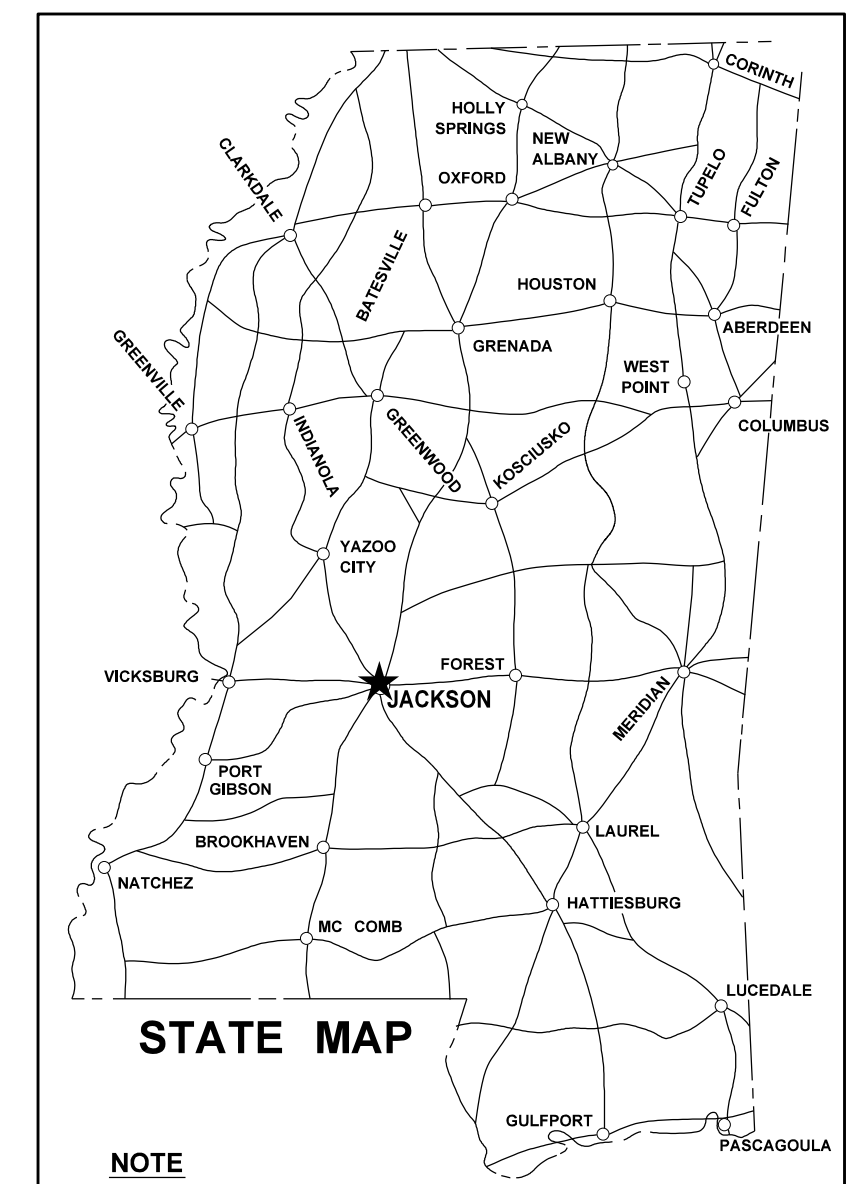 CORINTH
HOLLY
SPRINGS
NEW
ALBANY
CLARKDALE
OXFORD
TUPELO
FULTON
BATESVILLE
HOUSTON
ABERDEEN
GRENADA
GREENVILLE
WEST
POINT
COLUMBUS
INDIANOLA
GREENWOOD
KOSCIUSKO
YAZOO
CITY
VICKSBURG
FOREST
JACKSON
MERIDIAN
PORT
GIBSON
BROOKHAVEN
LAUREL
NATCHEZ
HATTIESBURG
MC COMB
LUCEDALE
STATE MAP
GULFPORT
PASCAGOULA
NOTE